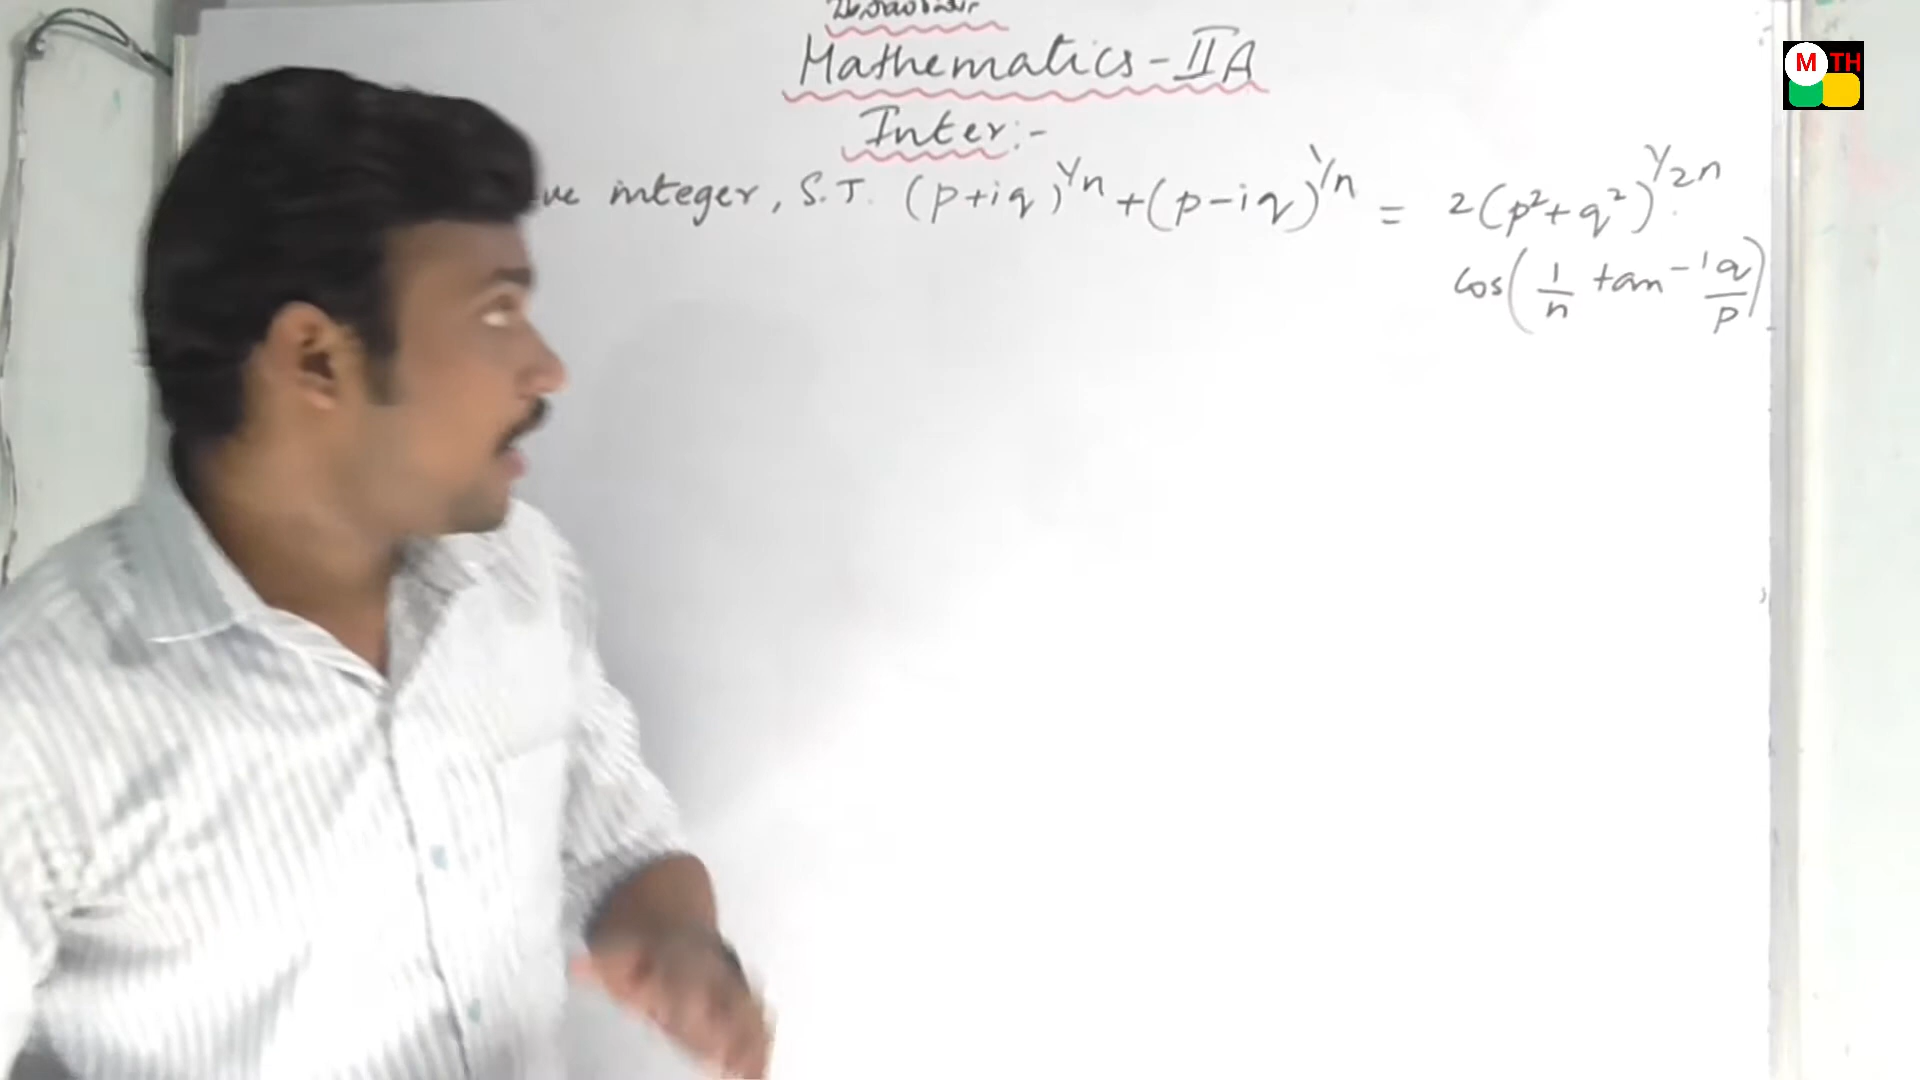 Mathematics - IIA
Inter:-
ve integer, S.T. (p+iq)^1/n + (p-iq)^1/n = 2(p²+q²)^1/2n
cos(1/n tan⁻¹ q/p)
M TH